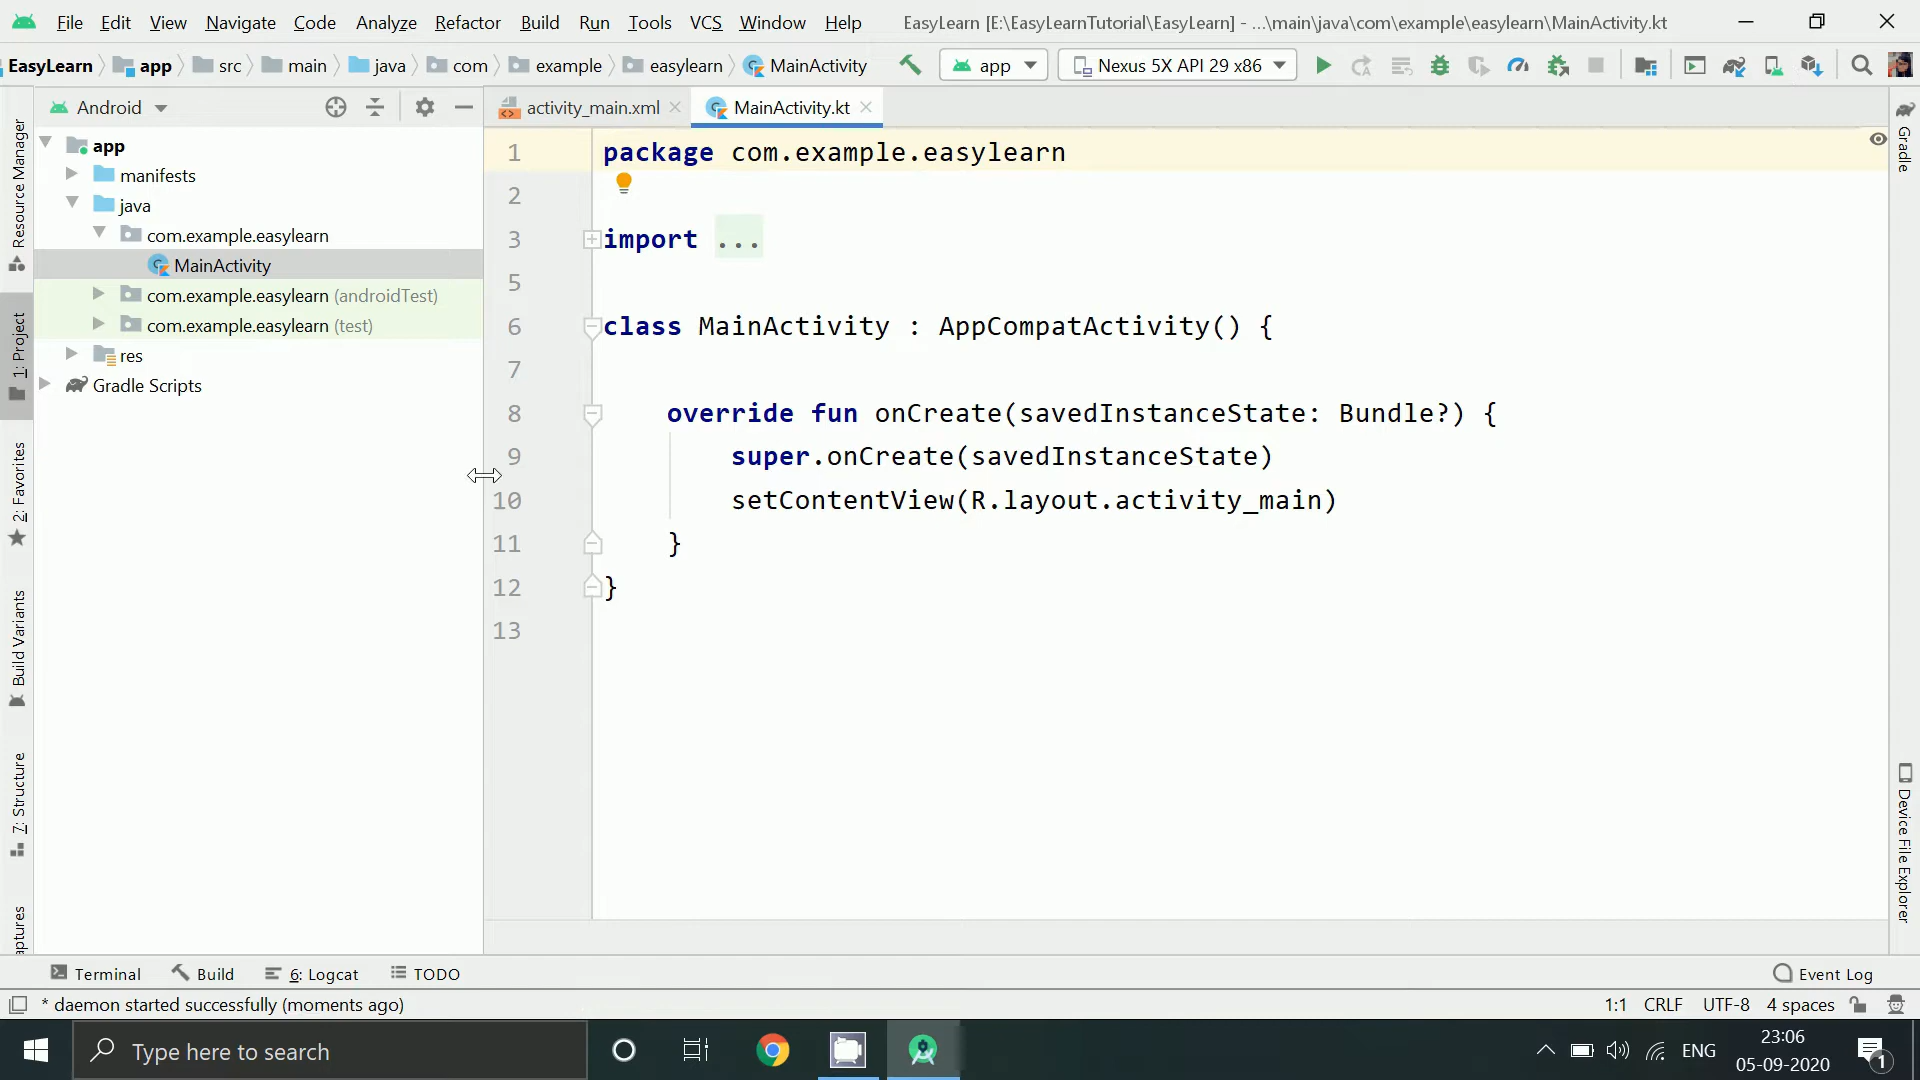 File Edit View Navigate Code Analyze Refactor Build Run Tools VCS Window Help EasyLearn [E:\EasyLearnTutorial\EasyLearn] - ...\main\java\com\example\easylearn\MainActivity.kt
EasyLearn app src main java com example easylearn MainActivity app Nexus 5X API 29 x86
Android
activity_main.xml MainActivity.kt
app
manifests
java
com.example.easylearn
MainActivity
com.example.easylearn (androidTest)
com.example.easylearn (test)
res
Gradle Scripts
Resource Manager
1: Project
2: Favorites
Build Variants
7: Structure
aptures
1 package com.example.easylearn
2
3 import ...
5
6 class MainActivity : AppCompatActivity() {
7
8 override fun onCreate(savedInstanceState: Bundle?) {
9 super.onCreate(savedInstanceState)
10 setContentView(R.layout.activity_main)
11 }
12 }
13
Gradle
Device File Explorer
Terminal Build 6: Logcat TODO Event Log
* daemon started successfully (moments ago) 1:1 CRLF UTF-8 4 spaces
Type here to search ENG 23:06
05-09-2020 1